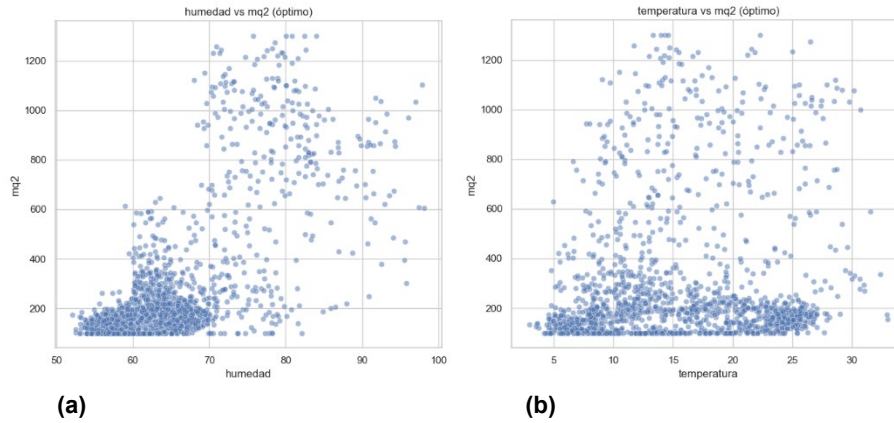 humedad vs mq2 (óptimo)
1200
1000
800
600
400
200
mq2
50 60 70 80 90 100
humedad
(a)
temperatura vs mq2 (óptimo)
1200
1000
800
600
400
200
mq2
5 10 15 20 25 30
temperatura
(b)